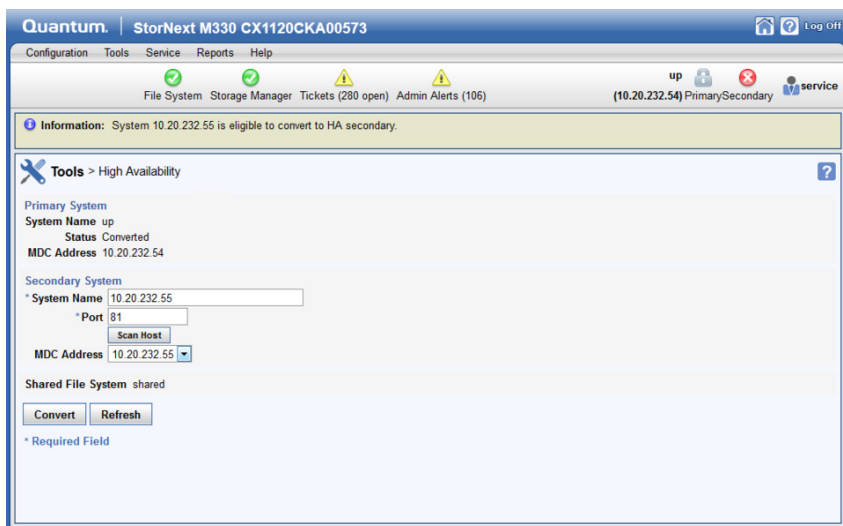 Quantum. | StorNext M330 CX1120CKA00573
? Log Off
Configuration Tools Service Reports Help
File System Storage Manager Tickets (280 open) Admin Alerts (106)
up
(10.20.232.54) Primary Secondary
service
Information: System 10.20.232.55 is eligible to convert to HA secondary.
Tools > High Availability
?
Primary System
System Name up
Status Converted
MDC Address 10.20.232.54
Secondary System
* System Name 10.20.232.55
* Port 81
Scan Host
MDC Address 10.20.232.55
Shared File System shared
Convert Refresh
* Required Field